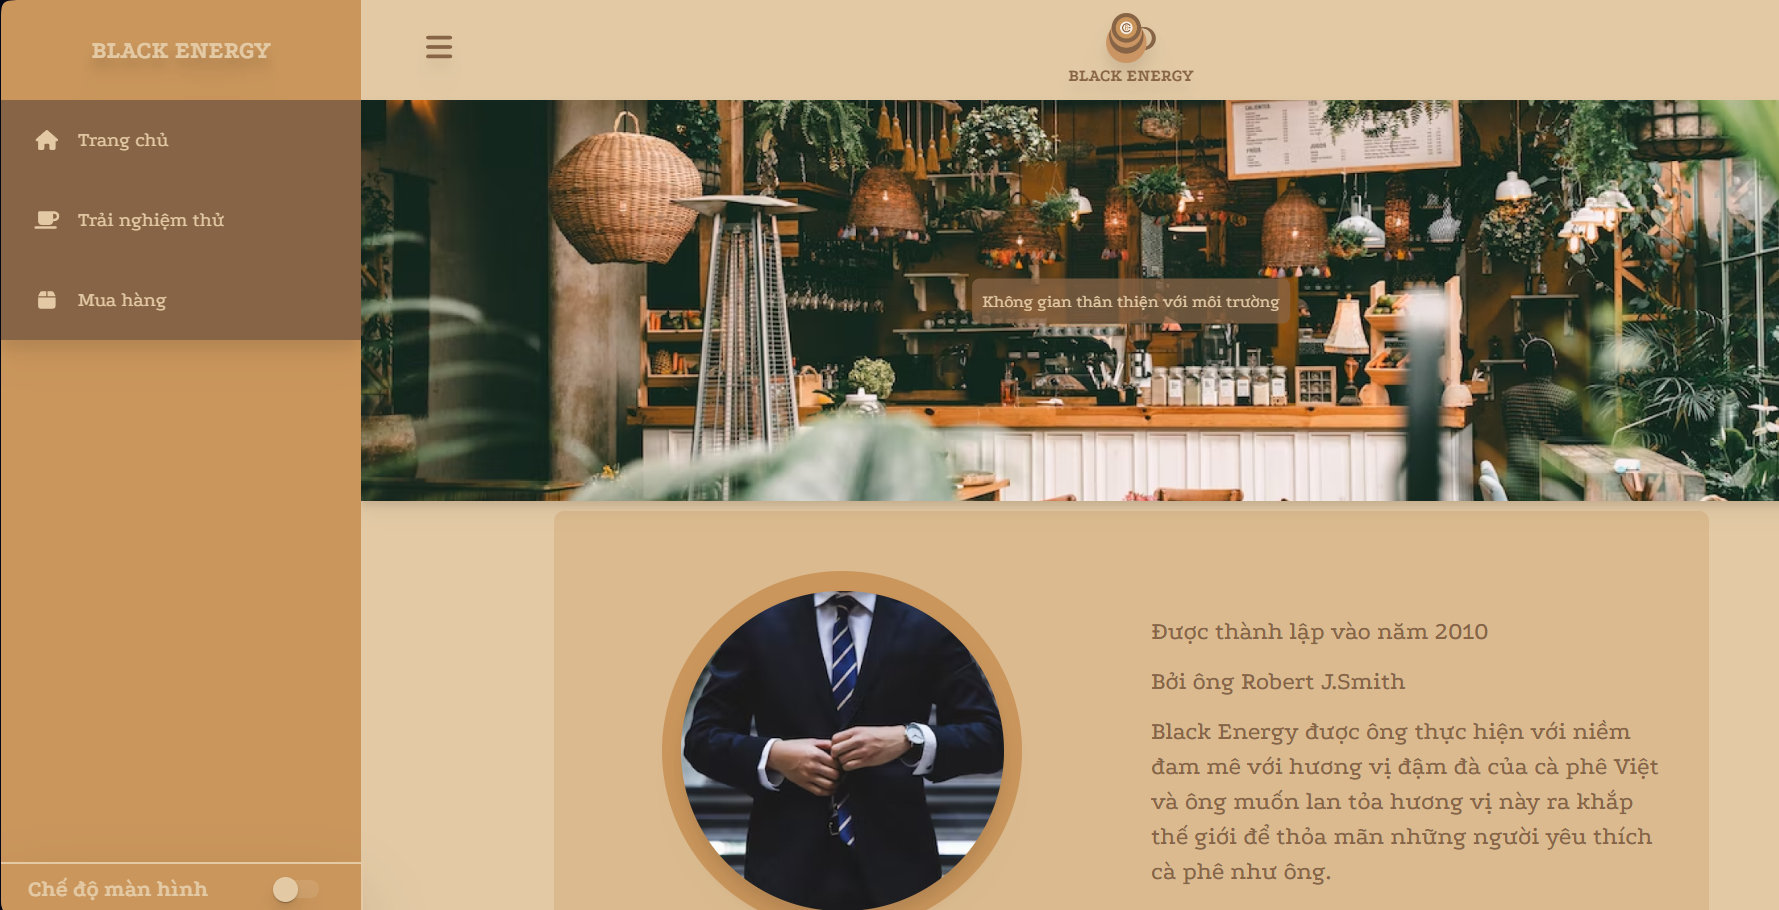 BLACK ENERGY
Trang chủ
Trải nghiệm thử
Mua hàng
Chế độ màn hình
BLACK ENERGY
Không gian thân thiện với môi trường
Được thành lập vào năm 2010
Bởi ông Robert J.Smith
Black Energy được ông thực hiện với niềm
đam mê với hương vị đậm đà của cà phê Việt
và ông muốn lan tỏa hương vị này ra khắp
thế giới để thỏa mãn những người yêu thích
cà phê như ông.